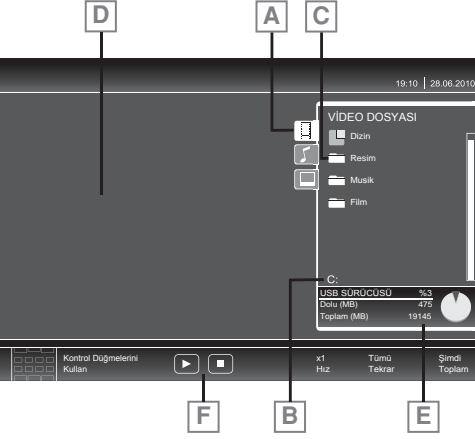 D A C
19:10 28.06.2010
VİDEO DOSYASI
Dizin
Resim
Musik
Film
C:
USB SÜRÜCÜSÜ %3
Dolu (MB) 475
Toplam (MB) 19145
Kontrol Düğmelerini
Kullan
x1 Tümü Şimdi
Hız Tekrar Toplam
F B E